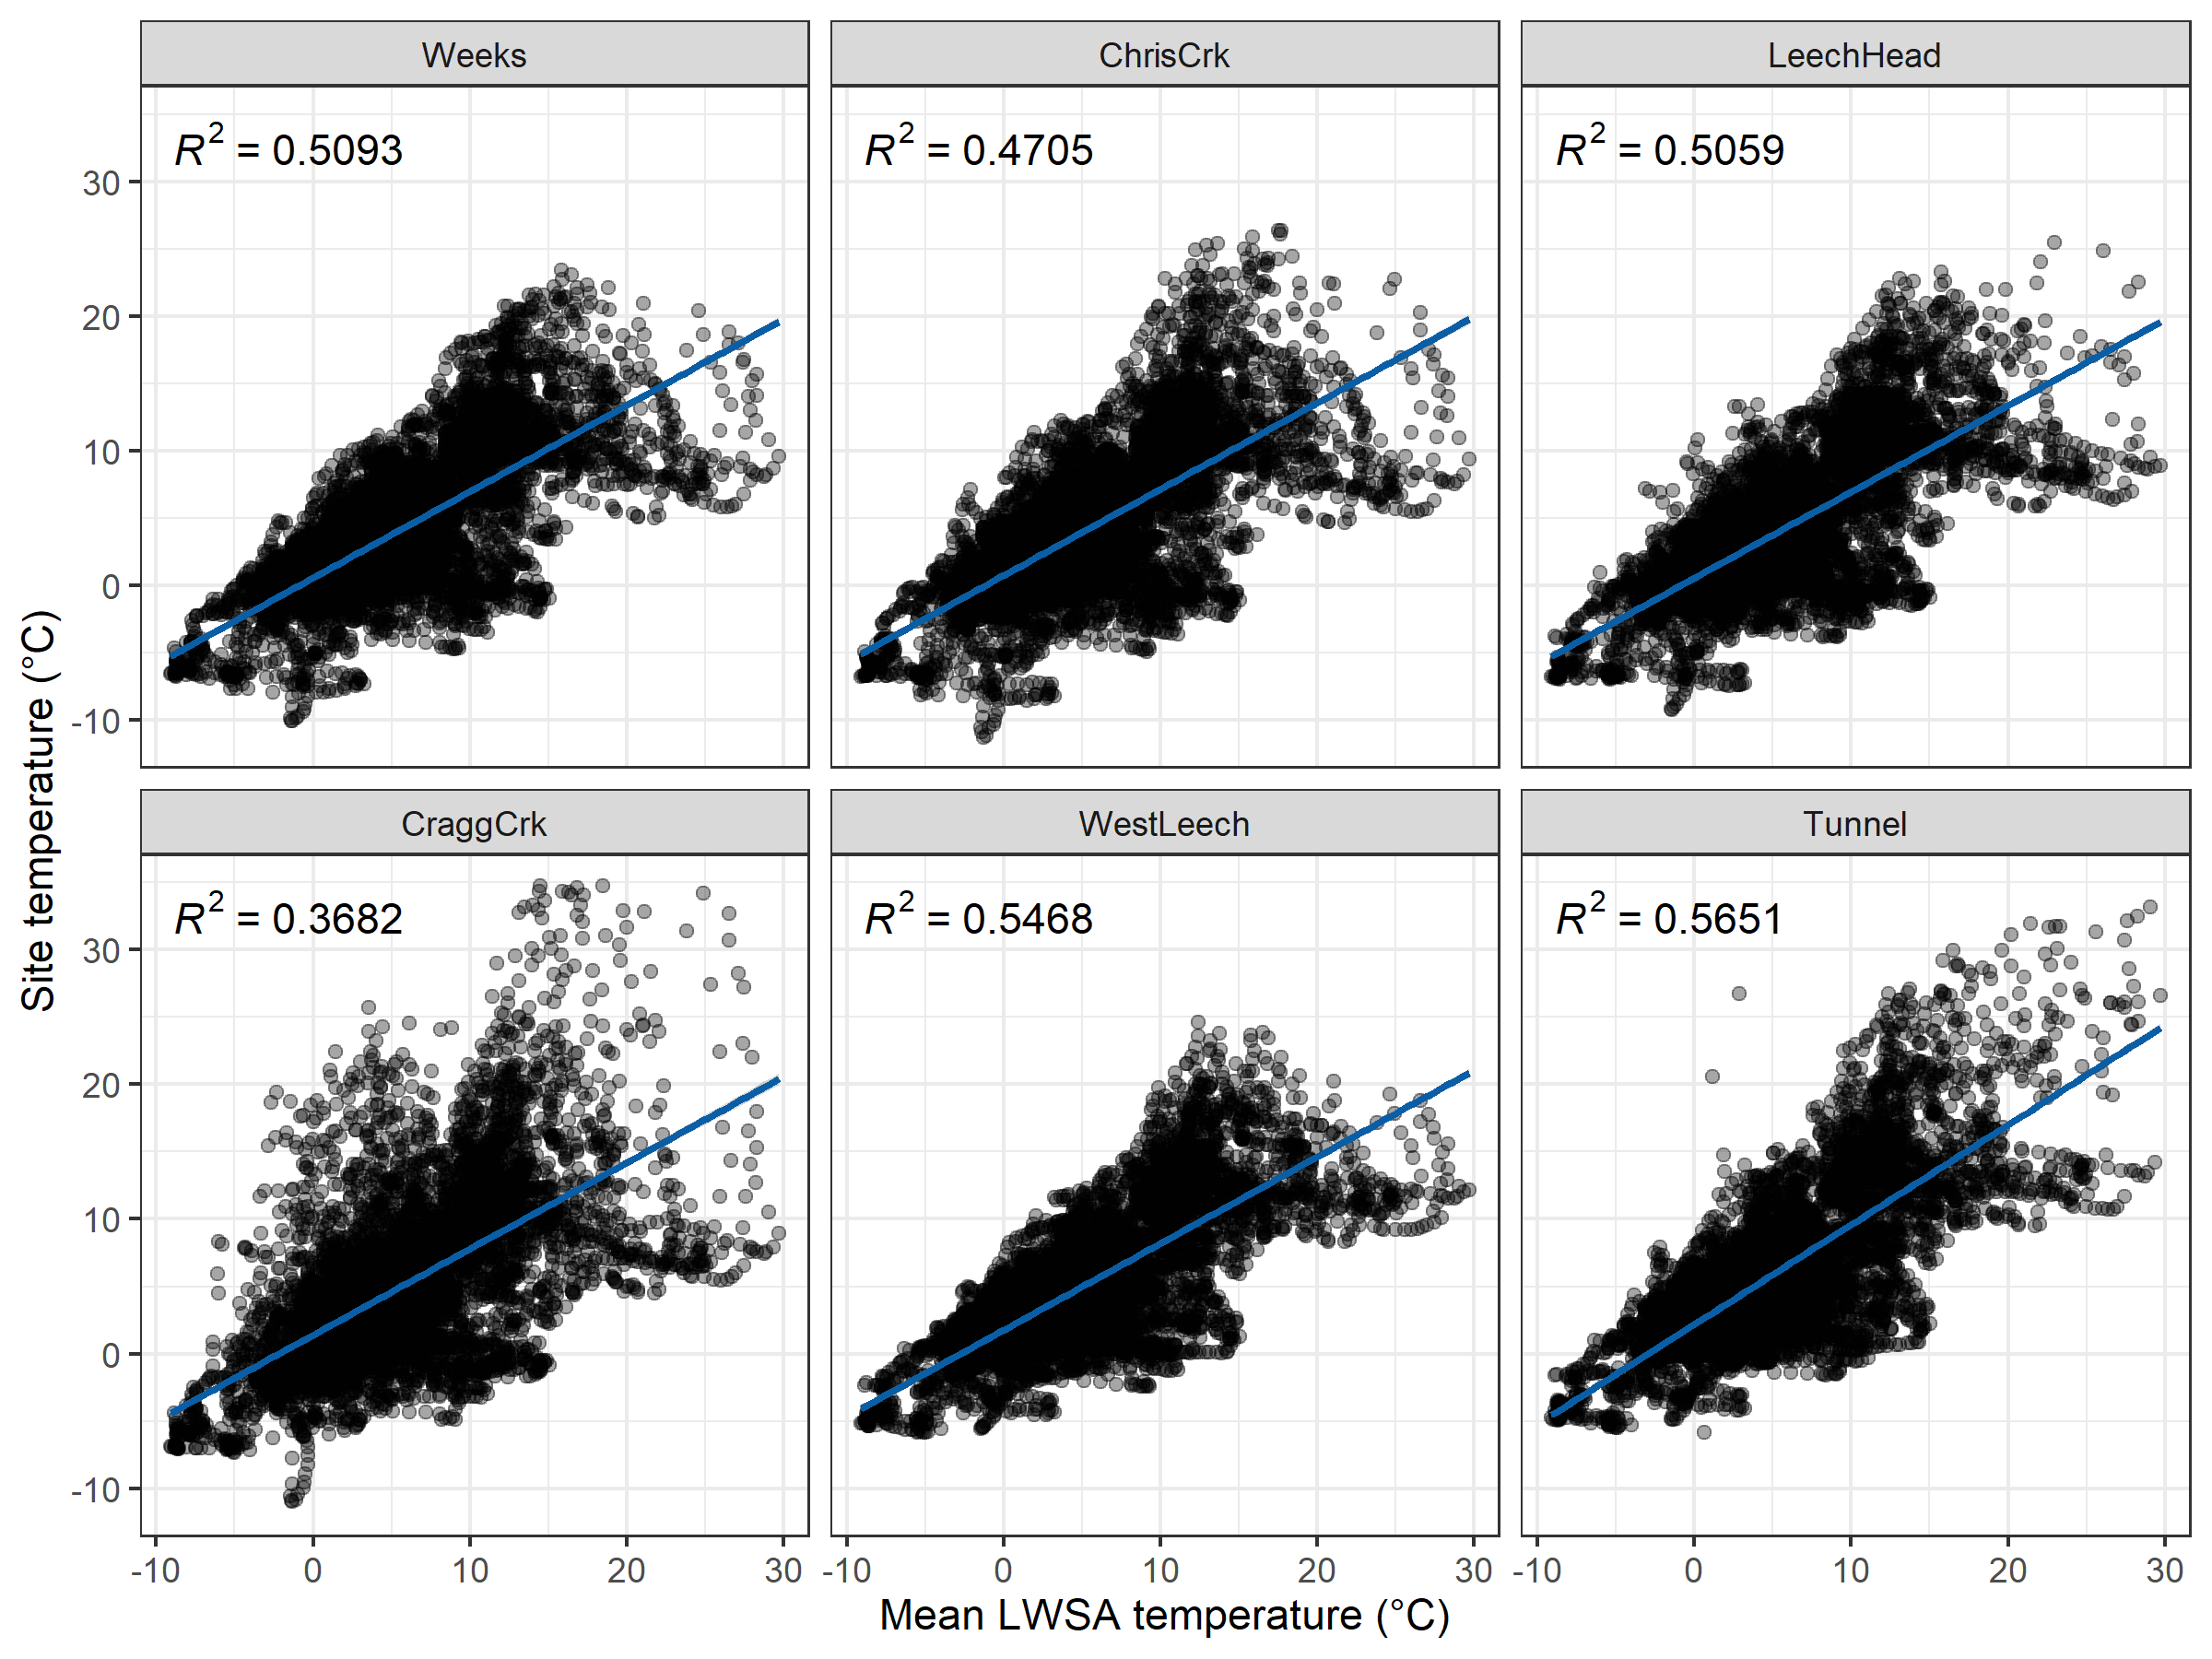 Weeks
ChrisCrk
LeechHead
R² = 0.5093
R² = 0.4705
R² = 0.5059
30
20
10
0
-10
Site temperature (°C)
CraggCrk
WestLeech
Tunnel
R² = 0.3682
R² = 0.5468
R² = 0.5651
30
20
10
0
-10
-10 0 10 20 30
-10 0 10 20 30
-10 0 10 20 30
Mean LWSA temperature (°C)